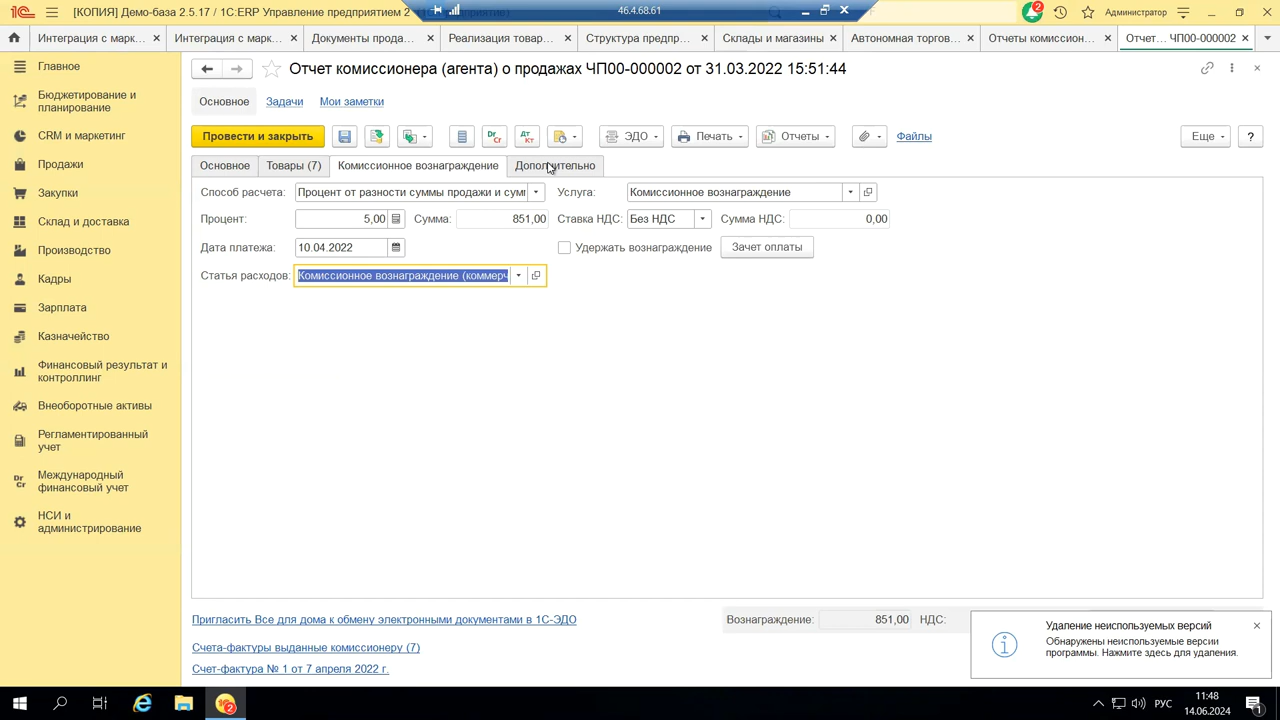 [КОПИЯ] Демо-база 2.5.17 / 1С:ERP Управление предприятием 2
46.4.68.61
2
Администратор
Интеграция с марк...
Интеграция с марк...
Документы прода...
Реализация товар...
Структура предпр...
Склады и магазины
Автономная торгов...
Отчеты комиссион...
Отчет... ЧП00-000002
Главное
Бюджетирование и
планирование
CRM и маркетинг
Продажи
Закупки
Склад и доставка
Производство
Кадры
Зарплата
Казначейство
Финансовый результат и
контроллинг
Внеоборотные активы
Регламентированный
учет
Международный
финансовый учет
НСИ и
администрирование
Отчет комиссионера (агента) о продажах ЧП00-000002 от 31.03.2022 15:51:44
Основное Задачи Мои заметки
Провести и закрыть ЭДО Печать Отчеты Файлы Еще ?
Основное Товары (7) Комиссионное вознаграждение Дополнительно
Способ расчета: Процент от разности суммы продажи и сумм Услуга: Комиссионное вознаграждение
Процент: 5,00 Сумма: 851,00 Ставка НДС: Без НДС Сумма НДС: 0,00
Дата платежа: 10.04.2022 Удержать вознаграждение Зачет оплаты
Статья расходов: Комиссионное вознаграждение (коммерч
Пригласить Все для дома к обмену электронными документами в 1С-ЭДО
Вознаграждение: 851,00 НДС:
Счета-фактуры выданные комиссионеру (7)
Счет-фактура № 1 от 7 апреля 2022 г.
Удаление неиспользуемых версий
Обнаружены неиспользуемые версии
программы. Нажмите здесь для удаления.
РУС
11:48
14.06.2024
1